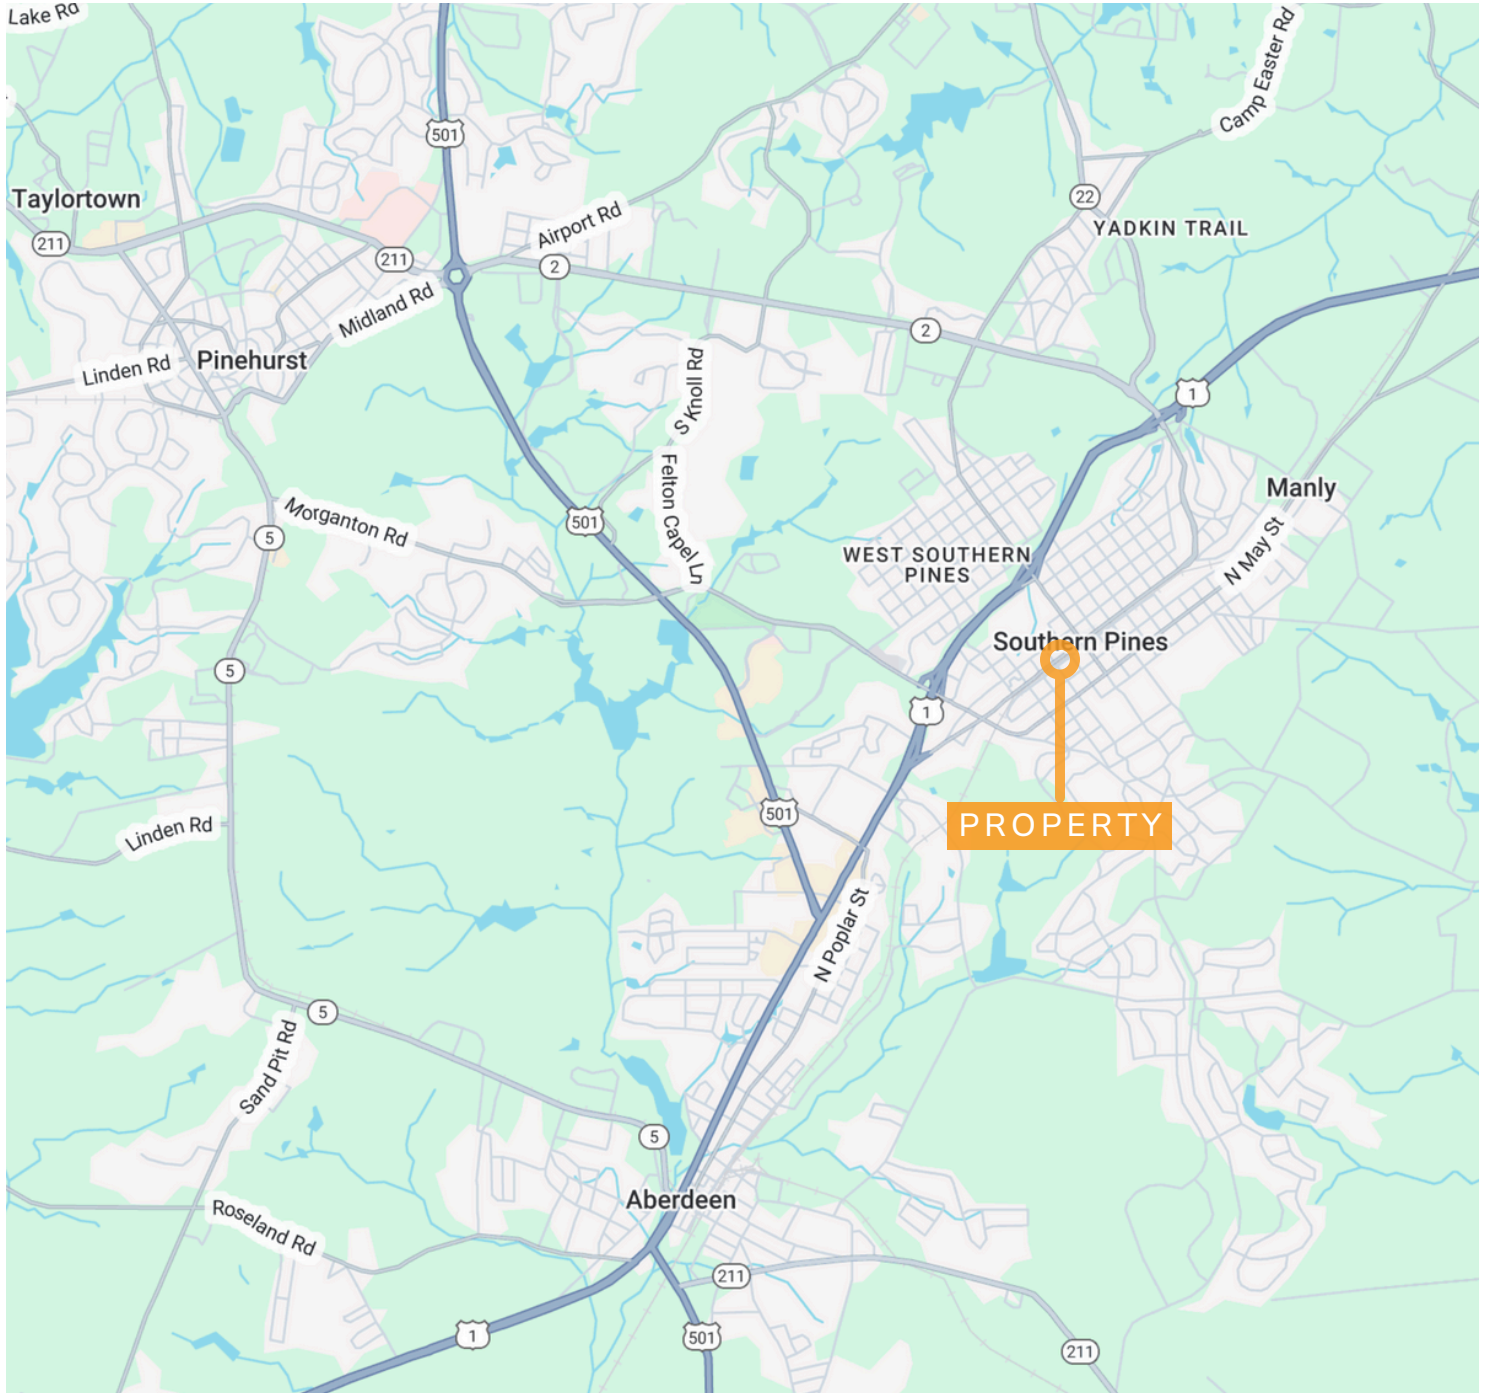 Lake Rd
Camp Easter Rd
501
Taylortown
22
Airport Rd
YADKIN TRAIL
211
211
2
Midland Rd
2
Pinehurst
Linden Rd
S Knoll Rd
1
Manly
Felton Capel Ln
Morganton Rd
501
5
N May St
WEST SOUTHERN
PINES
Southern Pines
5
1
501
PROPERTY
Linden Rd
N Poplar St
5
Sand Pit Rd
5
Aberdeen
Roseland Rd
211
1
501
211